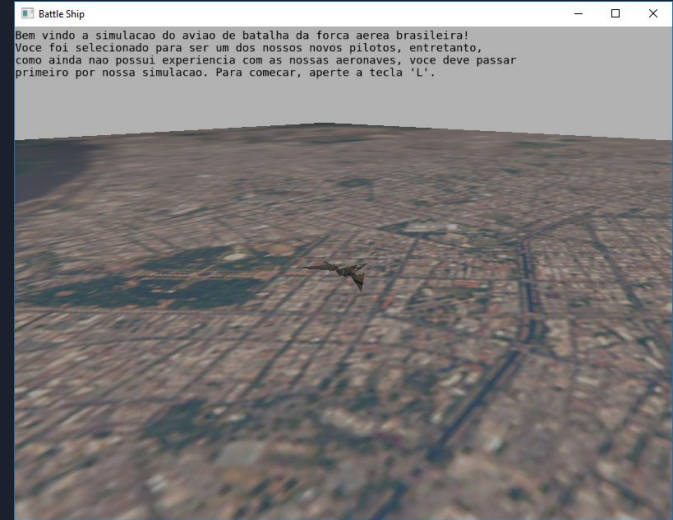 Battle Ship
Bem vindo a simulacao do aviao de batalha da forca aerea brasileira!
Voce foi selecionado para ser um dos nossos novos pilotos, entretanto,
como ainda nao possui experiencia com as nossas aeronaves, voce deve passar
primeiro por nossa simulacao. Para comecar, aperte a tecla 'L'.